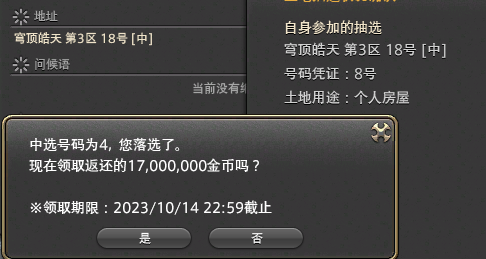 地址
穹顶皓天 第3区 18号 [中]
问候语
当前没有
自身参加的抽选
穹顶皓天 第3区 18号 [中]
号码凭证：8号
土地用途：个人房屋
中选号码为4, 您落选了。
现在领取返还的17,000,000金币吗？
※领取期限：2023/10/14 22:59截止
是
否